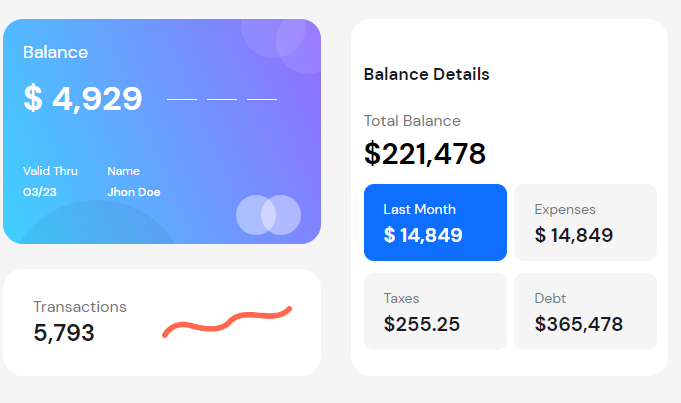 Balance
$ 4,929
Valid Thru Name
03/23 Jhon Doe
Transactions
5,793
Balance Details
Total Balance
$221,478
Last Month Expenses
$ 14,849 $ 14,849
Taxes Debt
$255.25 $365,478